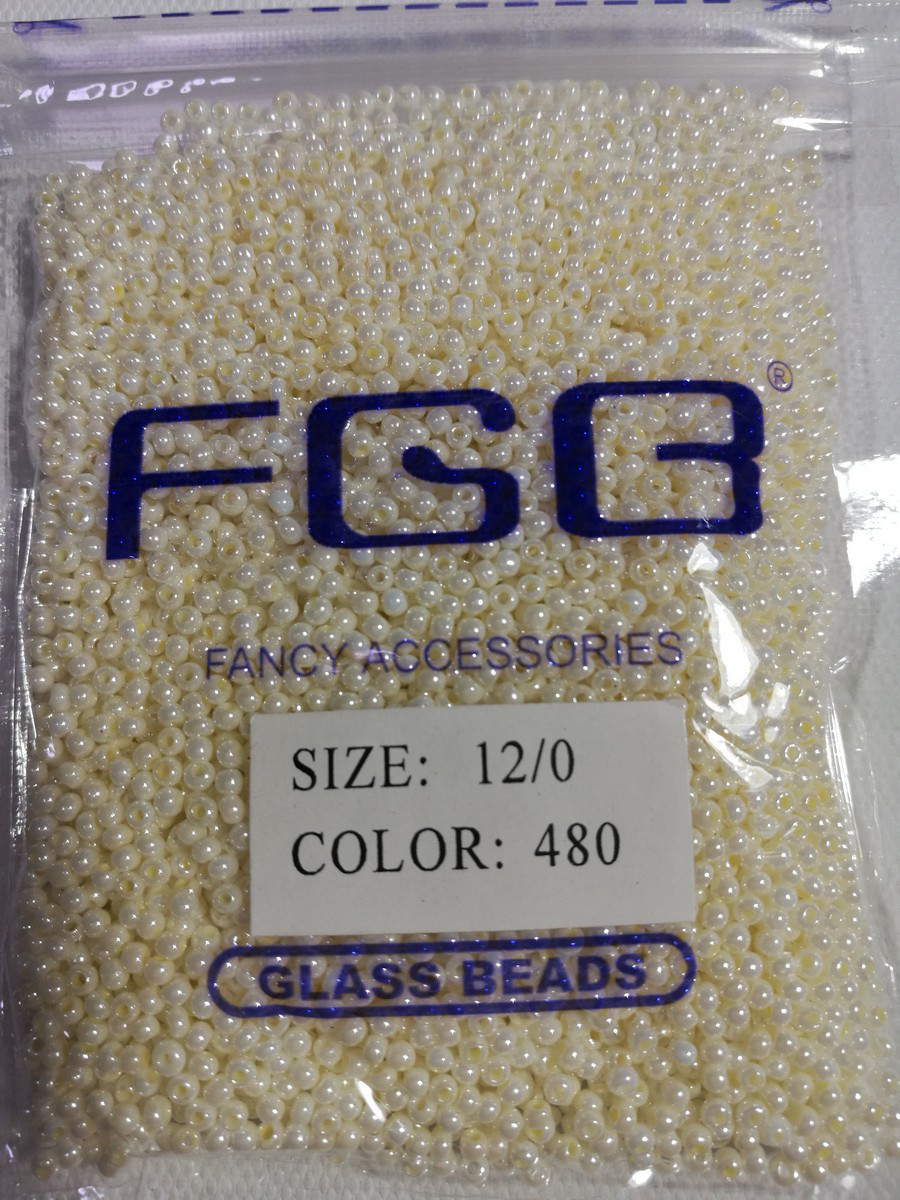 FGB®
FANCY ACCESSORIES
SIZE: 12/0
COLOR: 480
GLASS BEADS